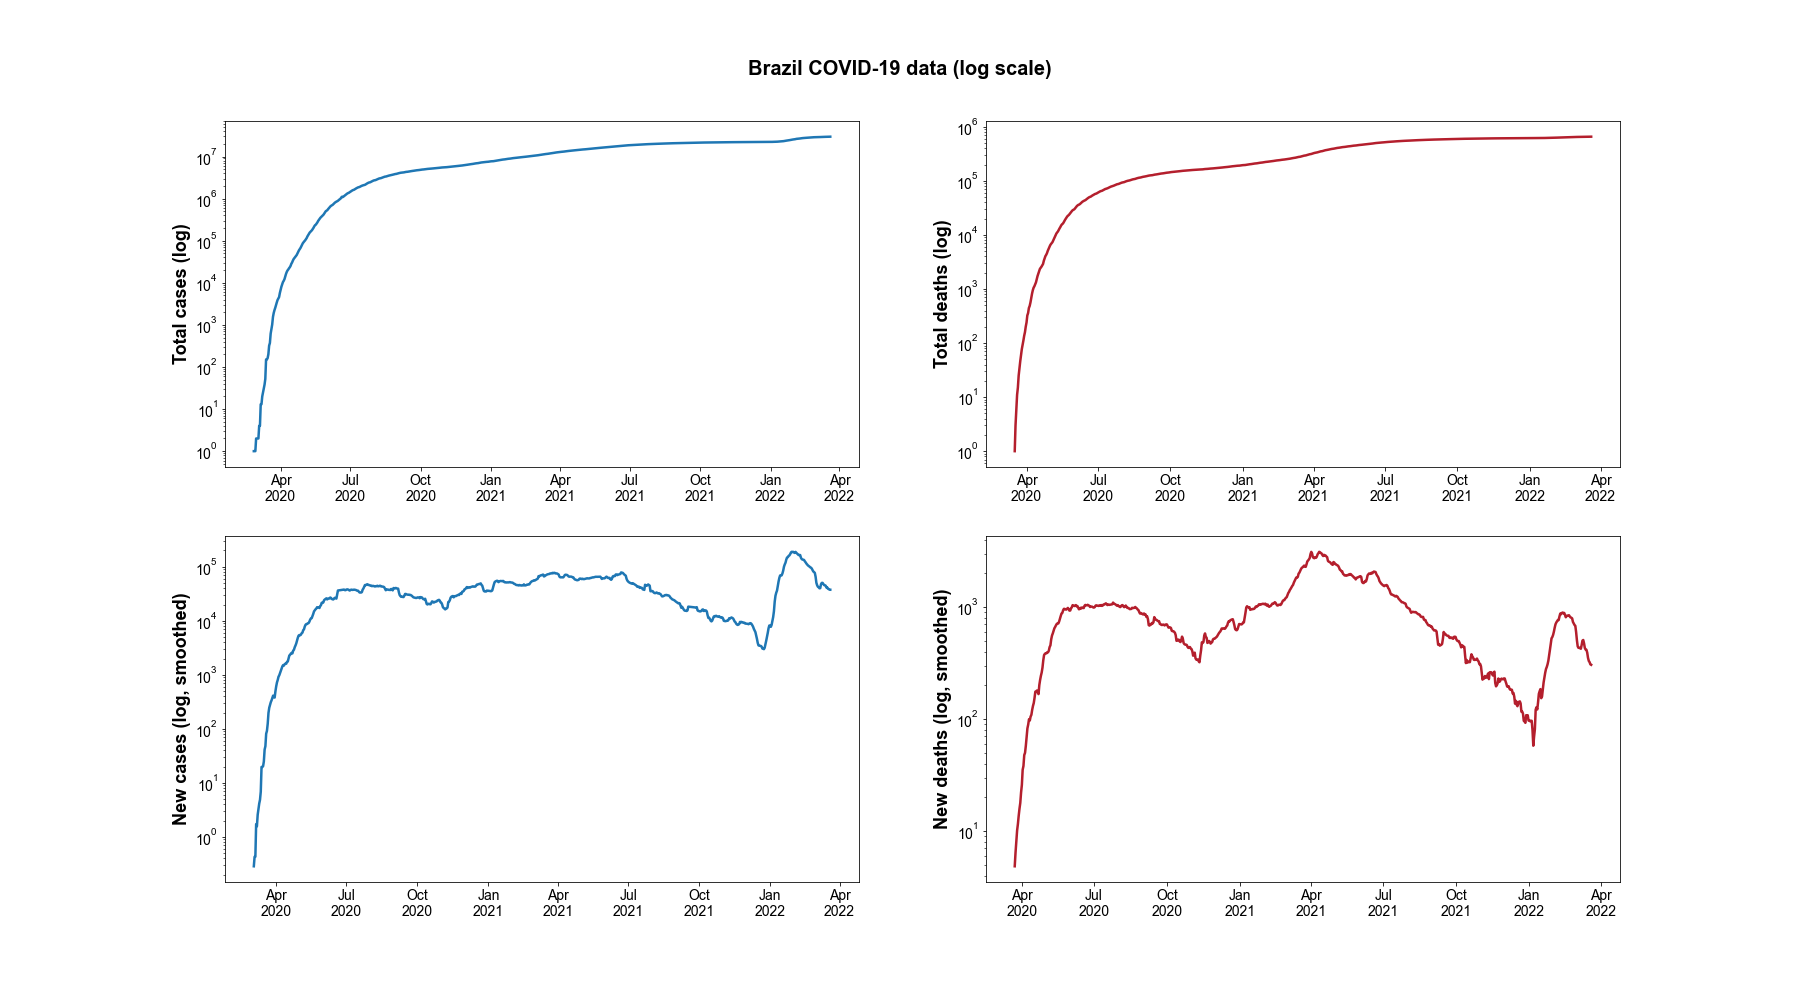 Brazil COVID-19 data (log scale)
Total cases (log)
10^7
10^6
10^5
10^4
10^3
10^2
10^1
10^0
Apr 2020
Jul 2020
Oct 2020
Jan 2021
Apr 2021
Jul 2021
Oct 2021
Jan 2022
Apr 2022
Total deaths (log)
10^6
10^5
10^4
10^3
10^2
10^1
10^0
Apr 2020
Jul 2020
Oct 2020
Jan 2021
Apr 2021
Jul 2021
Oct 2021
Jan 2022
Apr 2022
New cases (log, smoothed)
10^5
10^4
10^3
10^2
10^1
10^0
Apr 2020
Jul 2020
Oct 2020
Jan 2021
Apr 2021
Jul 2021
Oct 2021
Jan 2022
Apr 2022
New deaths (log, smoothed)
10^3
10^2
10^1
Apr 2020
Jul 2020
Oct 2020
Jan 2021
Apr 2021
Jul 2021
Oct 2021
Jan 2022
Apr 2022